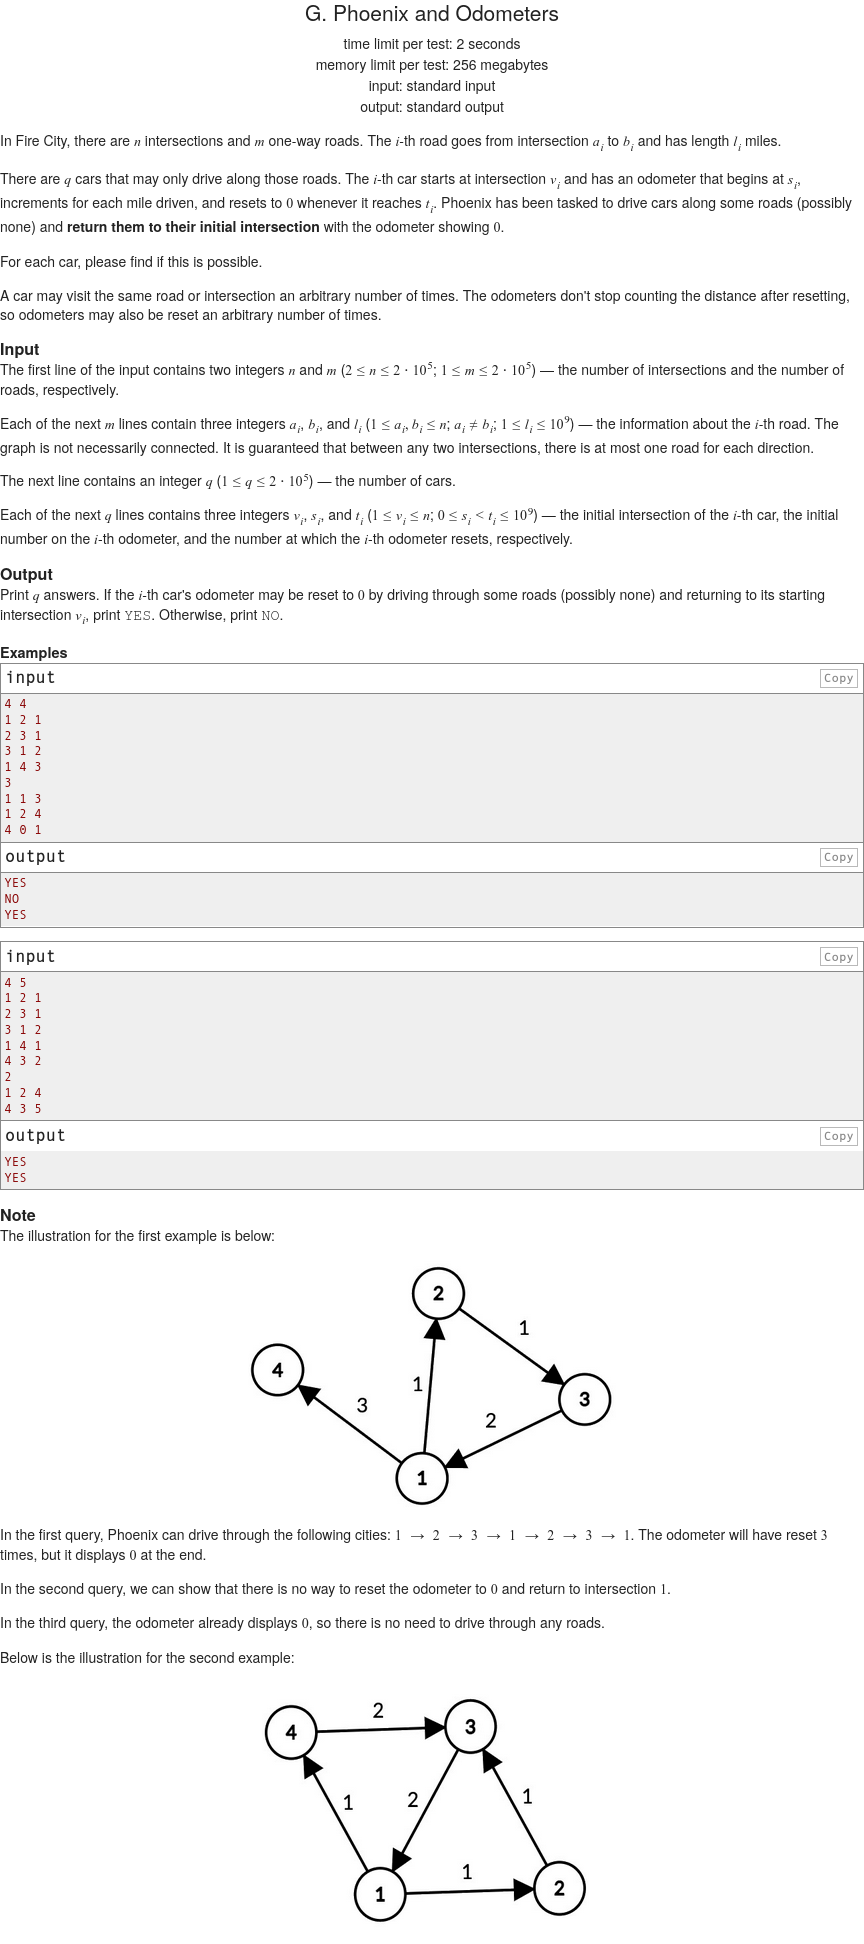 G. Phoenix and Odometers
time limit per test: 2 seconds
memory limit per test: 256 megabytes
input: standard input
output: standard output
In Fire City, there are n intersections and m one-way roads. The i-th road goes from intersection a_i to b_i and has length l_i miles.
There are q cars that may only drive along those roads. The i-th car starts at intersection v_i and has an odometer that begins at s_i,
increments for each mile driven, and resets to 0 whenever it reaches t_i. Phoenix has been tasked to drive cars along some roads (possibly
none) and return them to their initial intersection with the odometer showing 0.
For each car, please find if this is possible.
A car may visit the same road or intersection an arbitrary number of times. The odometers don't stop counting the distance after resetting,
so odometers may also be reset an arbitrary number of times.
Input
The first line of the input contains two integers n and m (2 ≤ n ≤ 2 · 10^5; 1 ≤ m ≤ 2 · 10^5) — the number of intersections and the number of
roads, respectively.
Each of the next m lines contain three integers a_i, b_i, and l_i (1 ≤ a_i, b_i ≤ n; a_i ≠ b_i; 1 ≤ l_i ≤ 10^9) — the information about the i-th road. The
graph is not necessarily connected. It is guaranteed that between any two intersections, there is at most one road for each direction.
The next line contains an integer q (1 ≤ q ≤ 2 · 10^5) — the number of cars.
Each of the next q lines contains three integers v_i, s_i, and t_i (1 ≤ v_i ≤ n; 0 ≤ s_i < t_i ≤ 10^9) — the initial intersection of the i-th car, the initial
number on the i-th odometer, and the number at which the i-th odometer resets, respectively.
Output
Print q answers. If the i-th car's odometer may be reset to 0 by driving through some roads (possibly none) and returning to its starting
intersection v_i, print YES. Otherwise, print NO.
Examples
input Copy
4 4
1 2 1
2 3 1
3 1 2
1 4 3
3
1 1 3
1 2 4
4 0 1
output Copy
YES
NO
YES
input Copy
4 5
1 2 1
2 3 1
3 1 2
1 4 1
4 3 2
2
1 2 4
4 3 5
output Copy
YES
YES
Note
The illustration for the first example is below:
2
1
4
3
1
3
2
1
In the first query, Phoenix can drive through the following cities: 1 → 2 → 3 → 1 → 2 → 3 → 1. The odometer will have reset 3
times, but it displays 0 at the end.
In the second query, we can show that there is no way to reset the odometer to 0 and return to intersection 1.
In the third query, the odometer already displays 0, so there is no need to drive through any roads.
Below is the illustration for the second example:
2
4
3
1
2
1
1
1
2